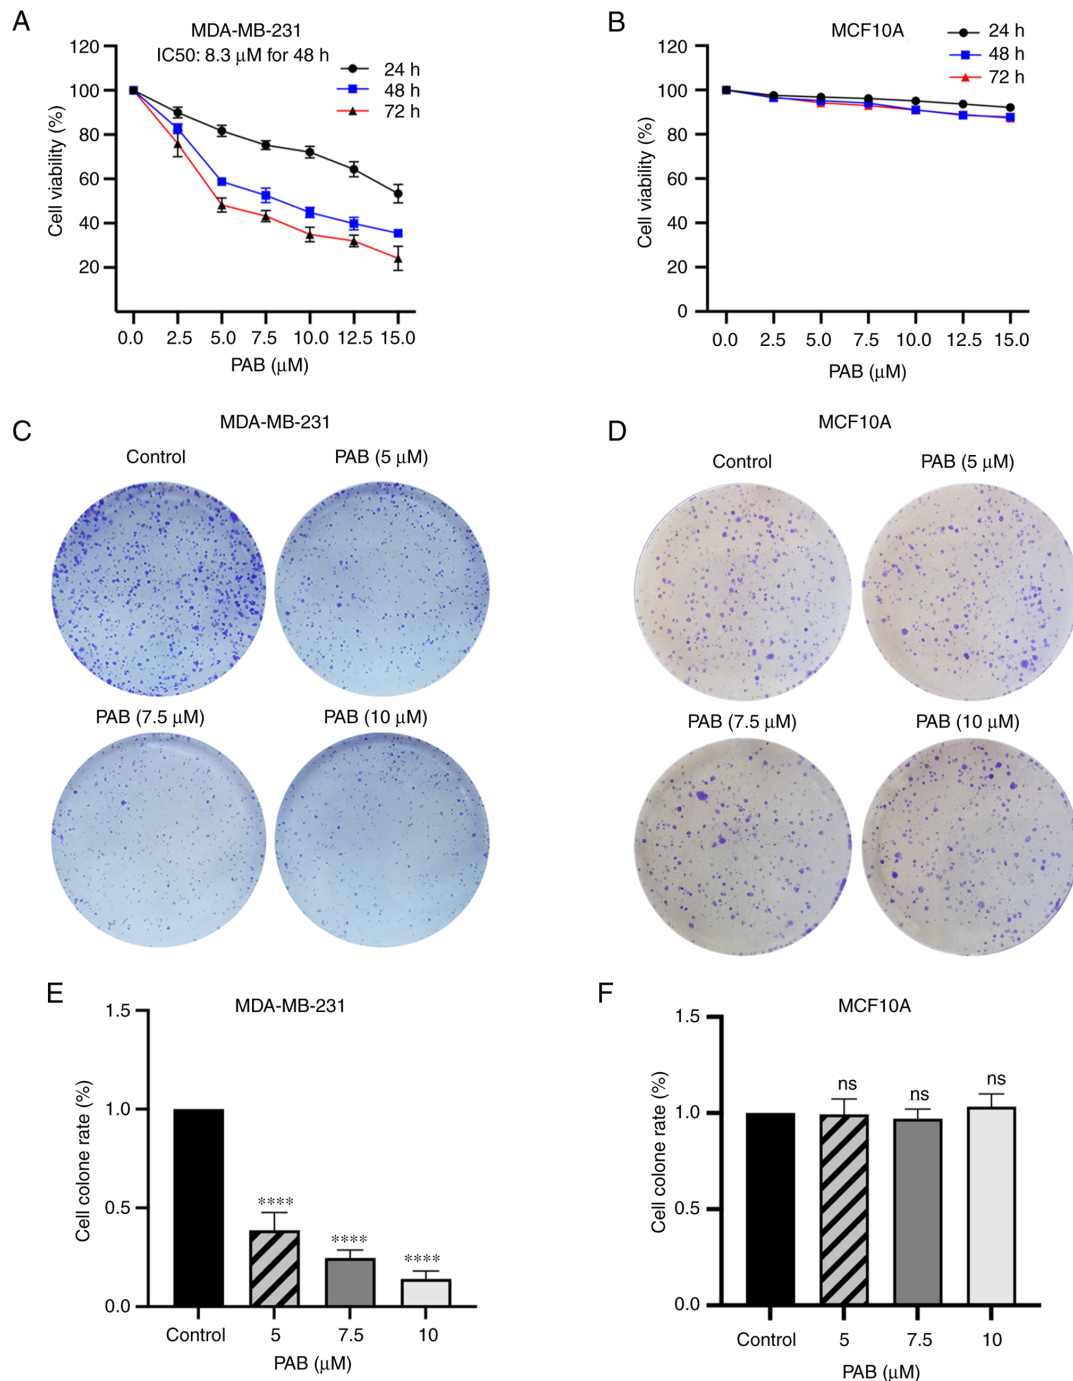 A
MDA-MB-231
IC50: 8.3 µM for 48 h
24 h
48 h
72 h
120
100
80
60
40
20
Cell viability (%)
0.0 2.5 5.0 7.5 10.0 12.5 15.0
PAB (µM)
B
MCF10A
24 h
48 h
72 h
120
100
80
60
40
20
0
Cell viability (%)
0.0 2.5 5.0 7.5 10.0 12.5 15.0
PAB (µM)
C
MDA-MB-231
Control PAB (5 µM)
PAB (7.5 µM) PAB (10 µM)
D
MCF10A
Control PAB (5 µM)
PAB (7.5 µM) PAB (10 µM)
E
MDA-MB-231
1.5
1.0
0.5
0.0
Cell colone rate (%)
**** **** ****
Control 5 7.5 10
PAB (µM)
F
MCF10A
1.5
1.0
0.5
0.0
Cell colone rate (%)
ns ns ns
Control 5 7.5 10
PAB (µM)